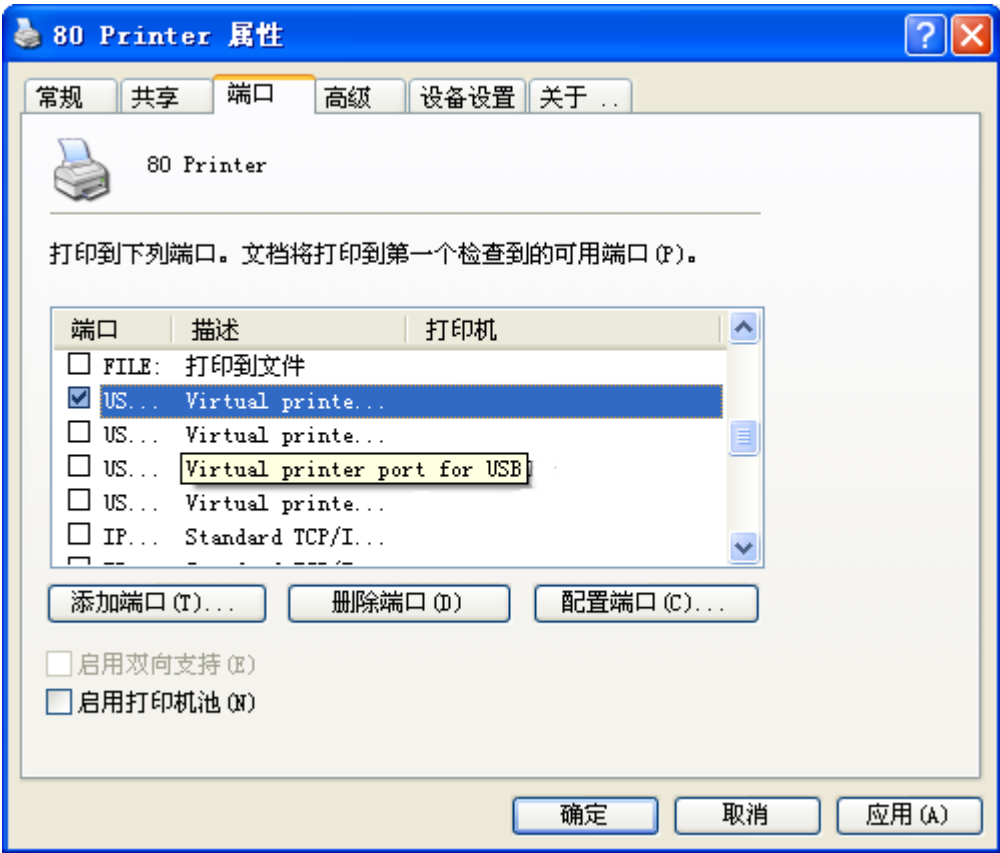 80 Printer 属性
常规 共享 端口 高级 设备设置 关于 ..
80 Printer
打印到下列端口。文档将打印到第一个检查到的可用端口(P)。
端口 描述 打印机
FILE: 打印到文件
US... Virtual printe...
US... Virtual printe...
US... Virtual printer port for USB
US... Virtual printe...
IP... Standard TCP/I...
添加端口(T)... 删除端口(D) 配置端口(C)...
启用双向支持(E)
启用打印机池(N)
确定 取消 应用(A)